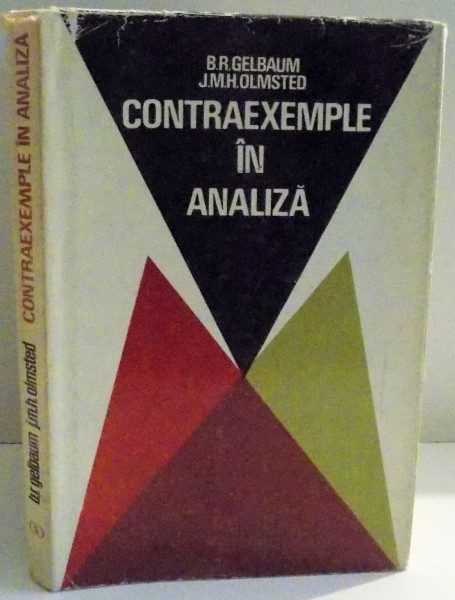 B.R.GELBAUM
J.M.H.OLMSTED
CONTRAEXEMPLE
ÎN
ANALIZĂ
b.r. gelbaum j.m.h. olmsted CONTRAEXEMPLE ÎN ANALIZA